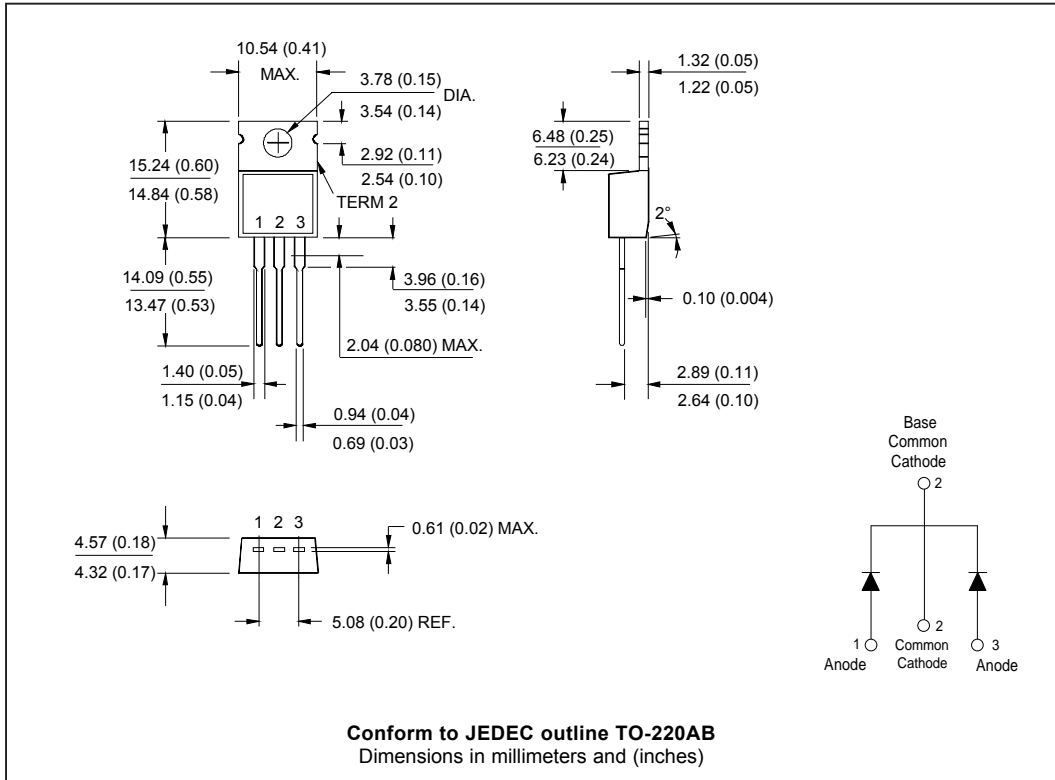 10.54 (0.41)
MAX.
3.78 (0.15)
3.54 (0.14)
DIA.
15.24 (0.60)
14.84 (0.58)
2.92 (0.11)
2.54 (0.10)
TERM 2
1 2 3
14.09 (0.55)
13.47 (0.53)
3.96 (0.16)
3.55 (0.14)
2.04 (0.080) MAX.
1.40 (0.05)
1.15 (0.04)
0.94 (0.04)
0.69 (0.03)
1.32 (0.05)
1.22 (0.05)
6.48 (0.25)
6.23 (0.24)
2°
0.10 (0.004)
2.89 (0.11)
2.64 (0.10)
1 2 3
4.57 (0.18)
4.32 (0.17)
0.61 (0.02) MAX.
5.08 (0.20) REF.
Base
Common
Cathode
2
2
1
Anode
Common
Cathode
3
Anode
Conform to JEDEC outline TO-220AB
Dimensions in millimeters and (inches)